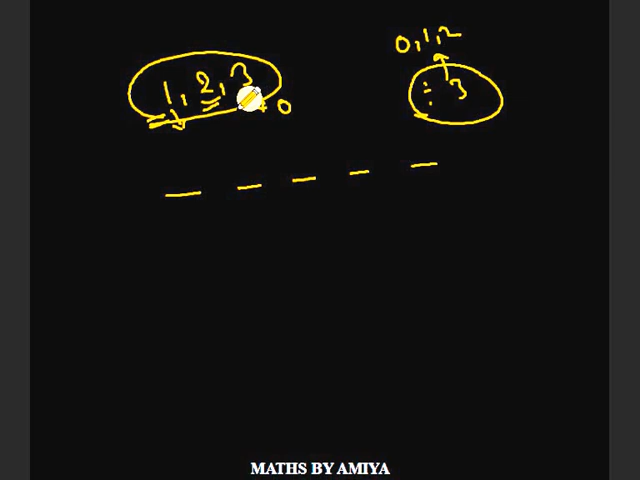 0, 1, 2
1, 2, 3
÷ 3
0
MATHS BY AMIYA